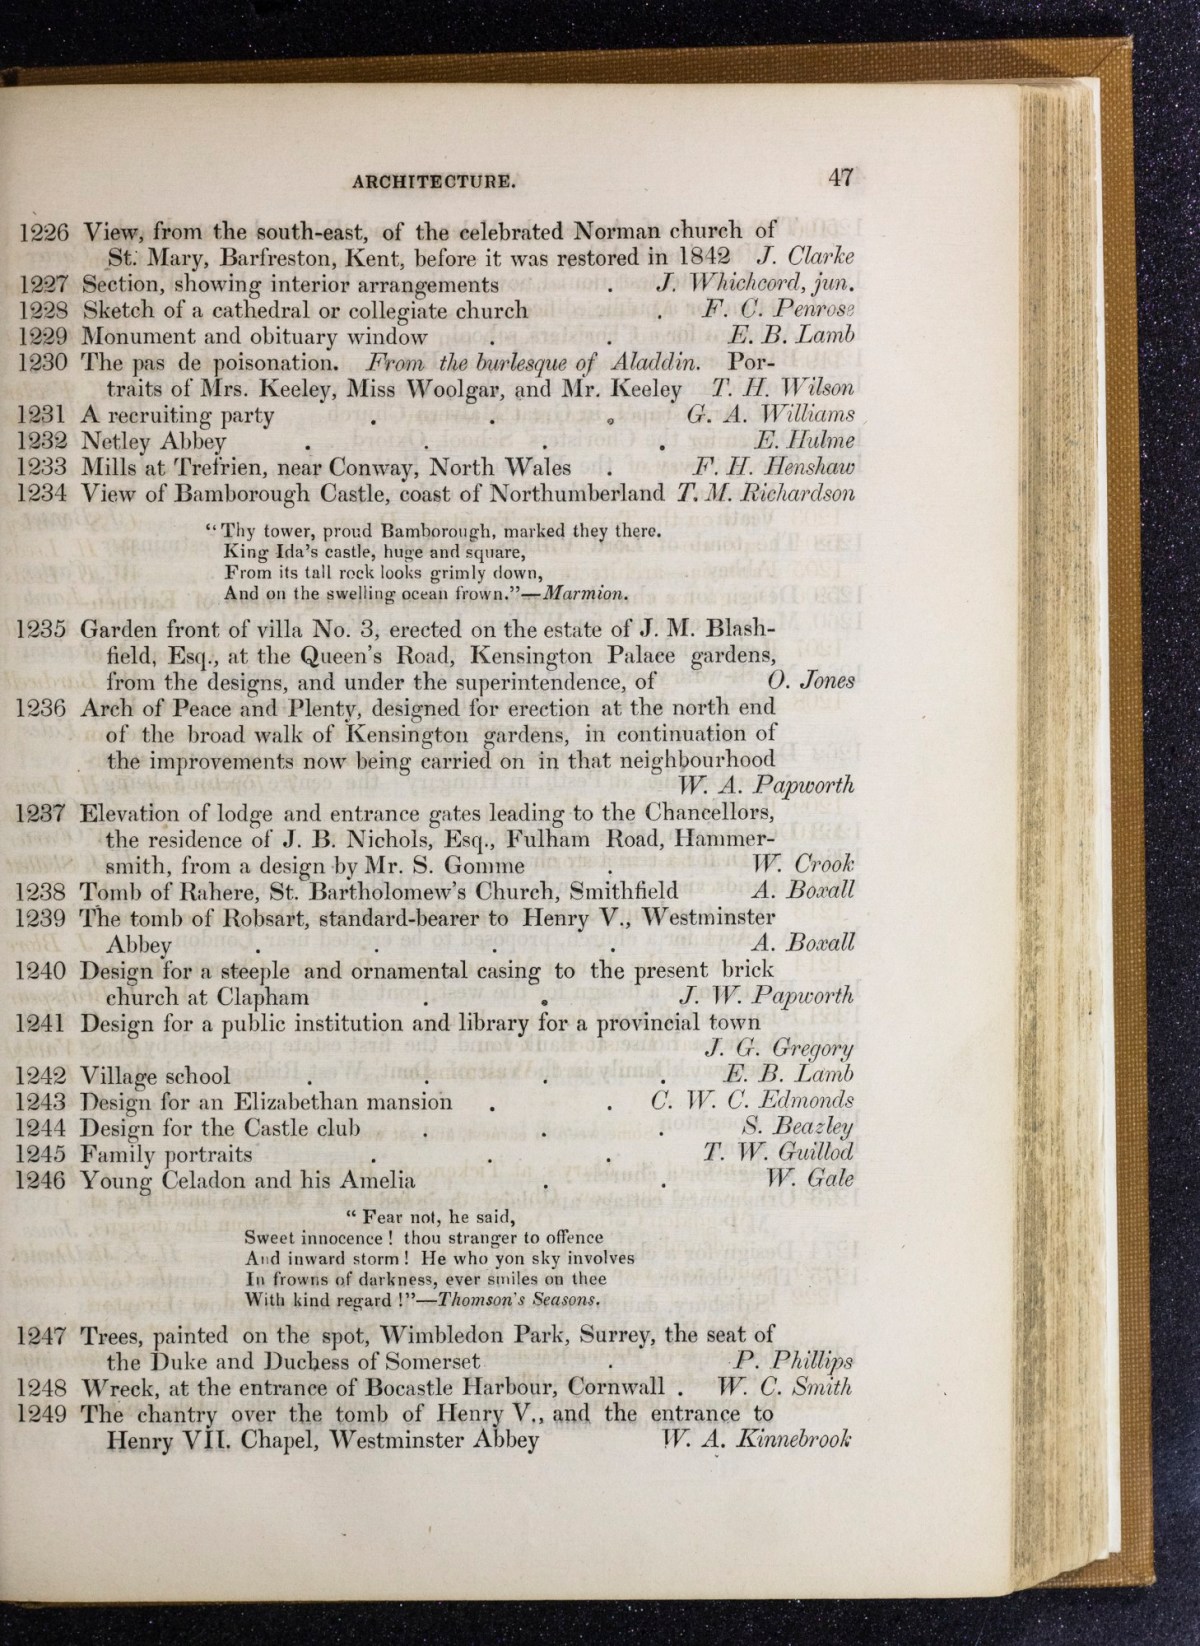 ARCHITECTURE. 47
1226 View, from the south-east, of the celebrated Norman church of
St. Mary, Barfreston, Kent, before it was restored in 1842 J. Clarke
1227 Section, showing interior arrangements . J. Whichcord, jun.
1228 Sketch of a cathedral or collegiate church . F. C. Penrose
1229 Monument and obituary window . . E. B. Lamb
1230 The pas de poisonation. From the burlesque of Aladdin. Por-
traits of Mrs. Keeley, Miss Woolgar, and Mr. Keeley T. H. Wilson
1231 A recruiting party . . . G. A. Williams
1232 Netley Abbey . . . . E. Hulme
1233 Mills at Trefrien, near Conway, North Wales . F. H. Henshaw
1234 View of Bamborough Castle, coast of Northumberland T. M. Richardson
“Thy tower, proud Bamborough, marked they there.
King Ida's castle, huge and square,
From its tall rock looks grimly down,
And on the swelling ocean frown.”—Marmion.
1235 Garden front of villa No. 3, erected on the estate of J. M. Blash-
field, Esq., at the Queen's Road, Kensington Palace gardens,
from the designs, and under the superintendence, of O. Jones
1236 Arch of Peace and Plenty, designed for erection at the north end
of the broad walk of Kensington gardens, in continuation of
the improvements now being carried on in that neighbourhood
W. A. Papworth
1237 Elevation of lodge and entrance gates leading to the Chancellors,
the residence of J. B. Nichols, Esq., Fulham Road, Hammer-
smith, from a design by Mr. S. Gomme . W. Crook
1238 Tomb of Rahere, St. Bartholomew's Church, Smithfield A. Boxall
1239 The tomb of Robsart, standard-bearer to Henry V., Westminster
Abbey . . . . A. Boxall
1240 Design for a steeple and ornamental casing to the present brick
church at Clapham . . J. W. Papworth
1241 Design for a public institution and library for a provincial town
J. G. Gregory
1242 Village school . . . . E. B. Lamb
1243 Design for an Elizabethan mansion . . C. W. C. Edmonds
1244 Design for the Castle club . . . S. Beazley
1245 Family portraits . . . T. W. Guillod
1246 Young Celadon and his Amelia . . W. Gale
“ Fear not, he said,
Sweet innocence ! thou stranger to offence
And inward storm ! He who yon sky involves
In frowns of darkness, ever smiles on thee
With kind regard !”—Thomson's Seasons.
1247 Trees, painted on the spot, Wimbledon Park, Surrey, the seat of
the Duke and Duchess of Somerset . P. Phillips
1248 Wreck, at the entrance of Bocastle Harbour, Cornwall . W. C. Smith
1249 The chantry over the tomb of Henry V., and the entrance to
Henry VII. Chapel, Westminster Abbey W. A. Kinnebrook